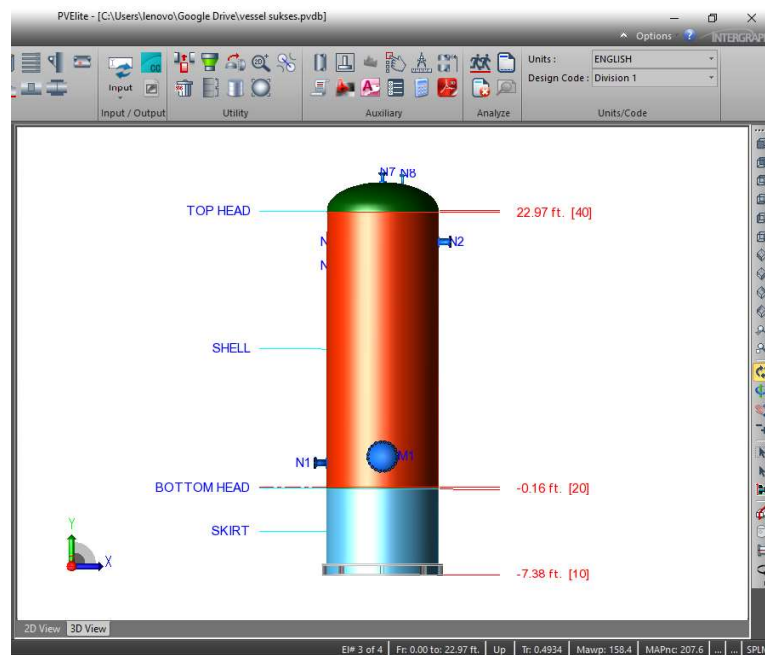 PVElite - [C:\Users\lenovo\Google Drive\vessel sukses.pvdb]
Options ? INTERGRAP
Input
Units : ENGLISH
Design Code : Division 1
Input / Output Utility Auxiliary Analyze Units/Code
N7 N8
TOP HEAD 22.97 ft. [40]
N N2
N
SHELL
N1 M1
BOTTOM HEAD -0.16 ft. [20]
SKIRT
Y
X
-7.38 ft. [10]
2D View 3D View
El# 3 of 4 Fr: 0.00 to: 22.97 ft. Up Tr: 0.4934 Mawp: 158.4 MAPnc: 207.6 ... ... SPLM